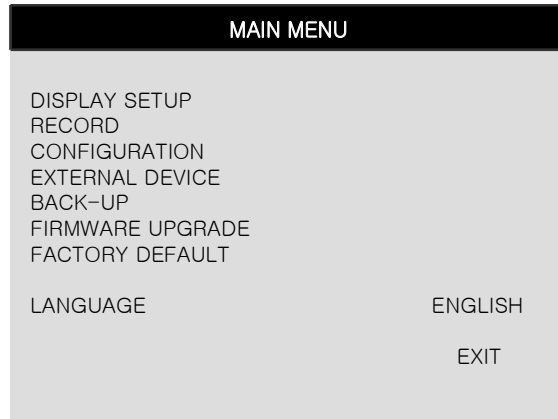 MAIN MENU
DISPLAY SETUP
RECORD
CONFIGURATION
EXTERNAL DEVICE
BACK-UP
FIRMWARE UPGRADE
FACTORY DEFAULT
LANGUAGE ENGLISH
EXIT